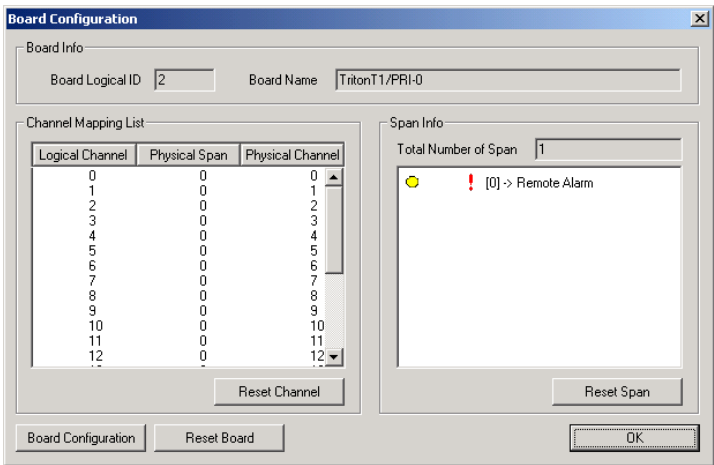 Board Configuration
Board Info
Board Logical ID 2 Board Name TritonT1/PRI-0
Channel Mapping List
Logical Channel Physical Span Physical Channel
0 0 0
1 0 1
2 0 2
3 0 3
4 0 4
5 0 5
6 0 6
7 0 7
8 0 8
9 0 9
10 0 10
11 0 11
12 0 12
Reset Channel
Span Info
Total Number of Span 1
[0] -> Remote Alarm
Reset Span
Board Configuration Reset Board OK